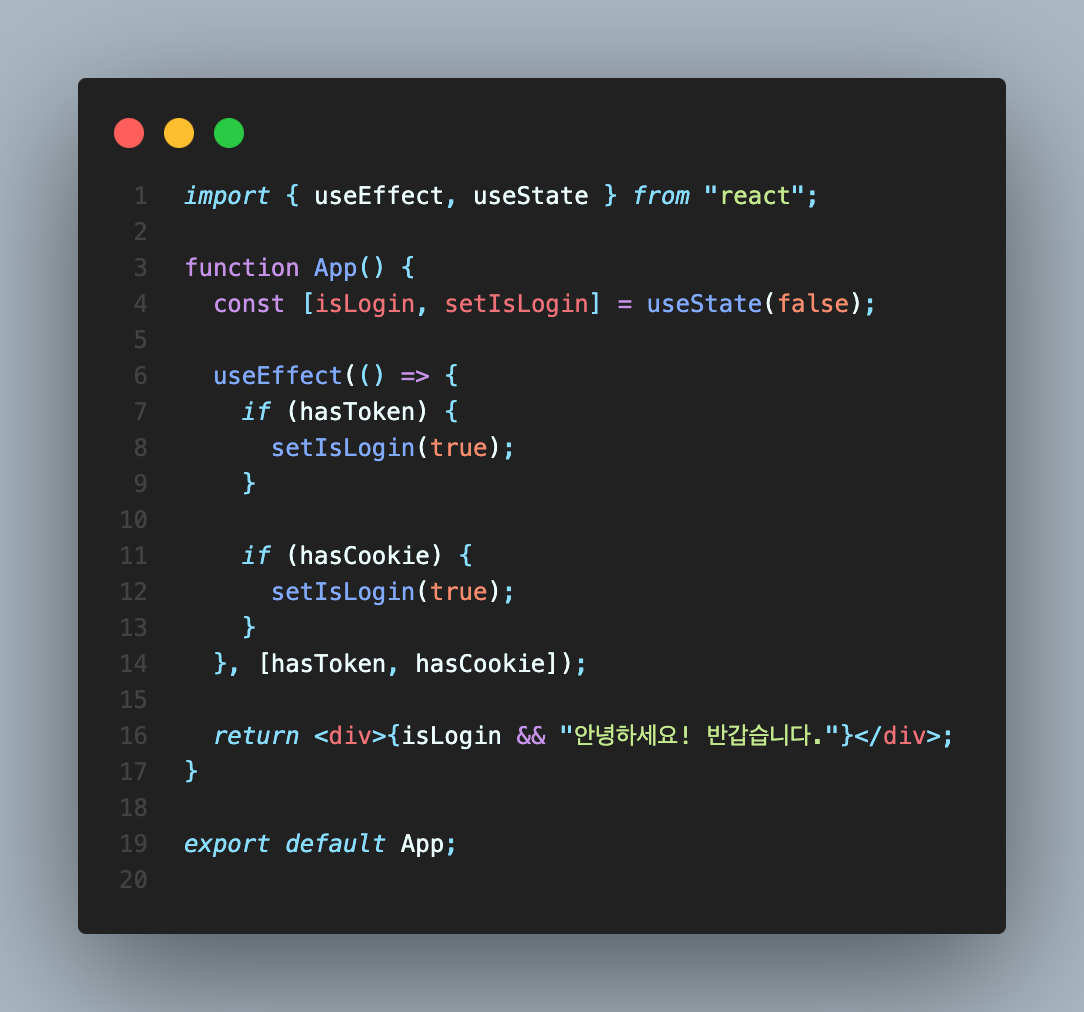 1 import { useEffect, useState } from "react";
2
3 function App() {
4   const [isLogin, setIsLogin] = useState(false);
5
6   useEffect(() => {
7     if (hasToken) {
8       setIsLogin(true);
9     }
10
11     if (hasCookie) {
12       setIsLogin(true);
13     }
14   }, [hasToken, hasCookie]);
15
16   return <div>{isLogin && "안녕하세요! 반갑습니다."}</div>;
17 }
18
19 export default App;
20